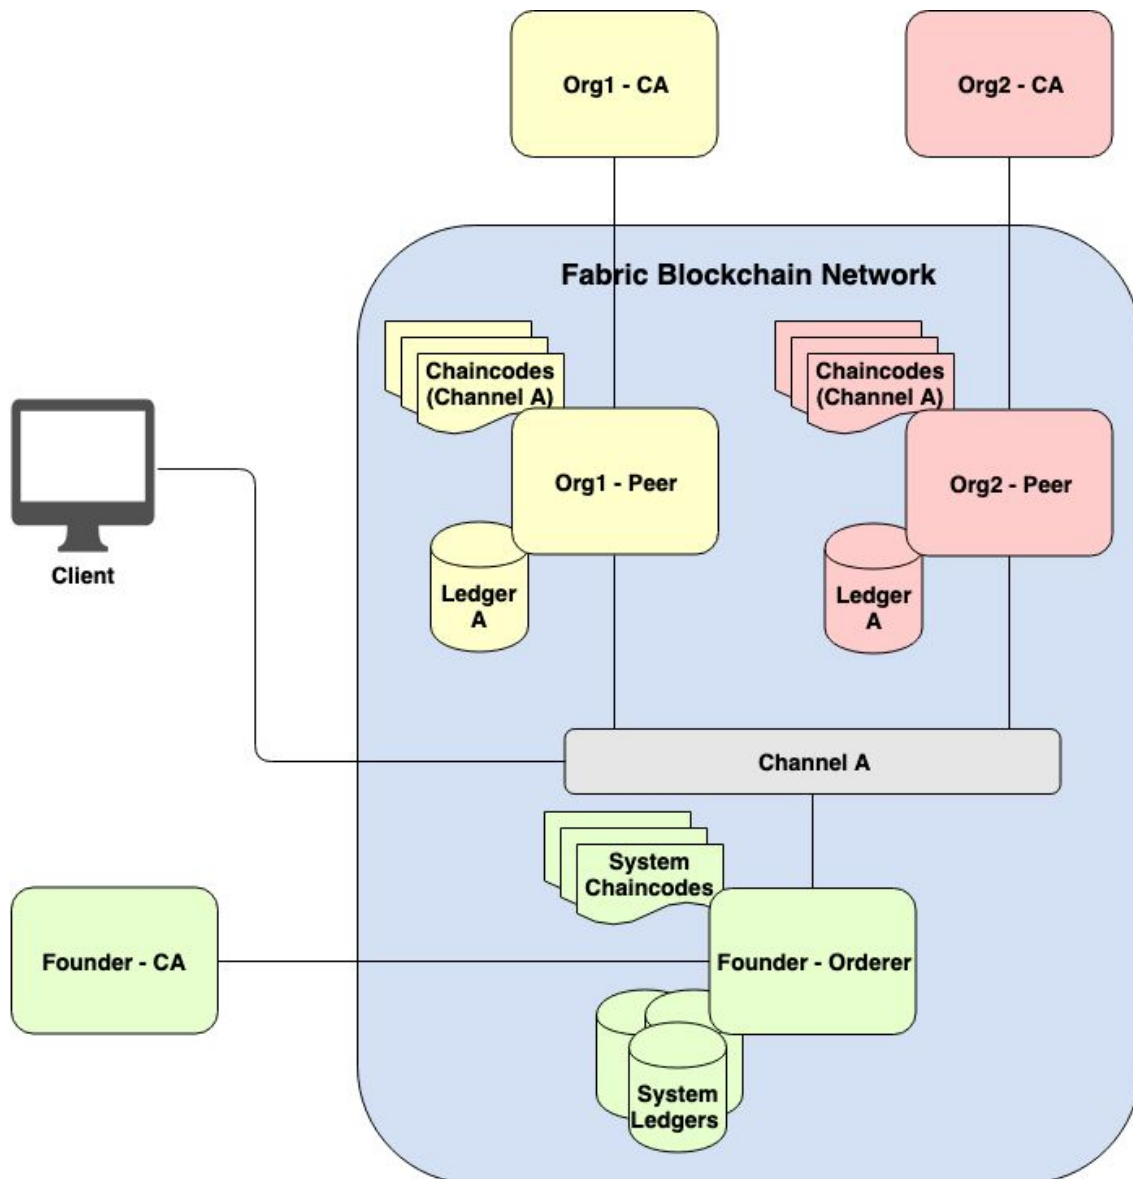 Org1 - CA
Org2 - CA
Fabric Blockchain Network
Chaincodes
(Channel A)
Chaincodes
(Channel A)
Org1 - Peer
Org2 - Peer
Client
Ledger
A
Ledger
A
Channel A
System
Chaincodes
Founder - CA
Founder - Orderer
System
Ledgers